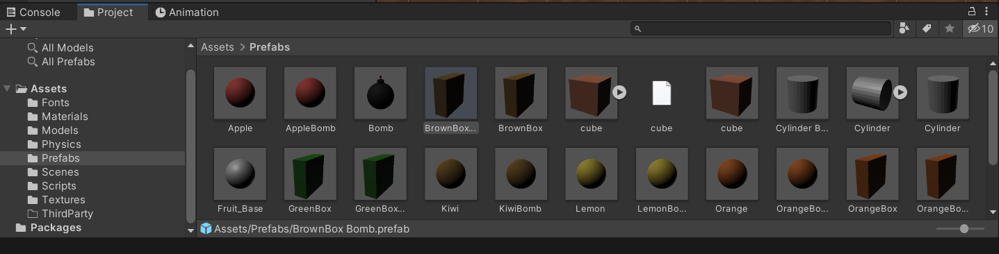 Console Project Animation
10
All Models
All Prefabs
Assets
Fonts
Materials
Models
Physics
Prefabs
Scenes
Scripts
Textures
ThirdParty
Packages
Assets > Prefabs
Apple AppleBomb Bomb BrownBox... BrownBox cube cube cube Cylinder B... Cylinder Cylinder
Fruit_Base GreenBox GreenBox... Kiwi KiwiBomb Lemon LemonBo... Orange OrangeBo... OrangeBox OrangeBo...
Assets/Prefabs/BrownBox Bomb.prefab